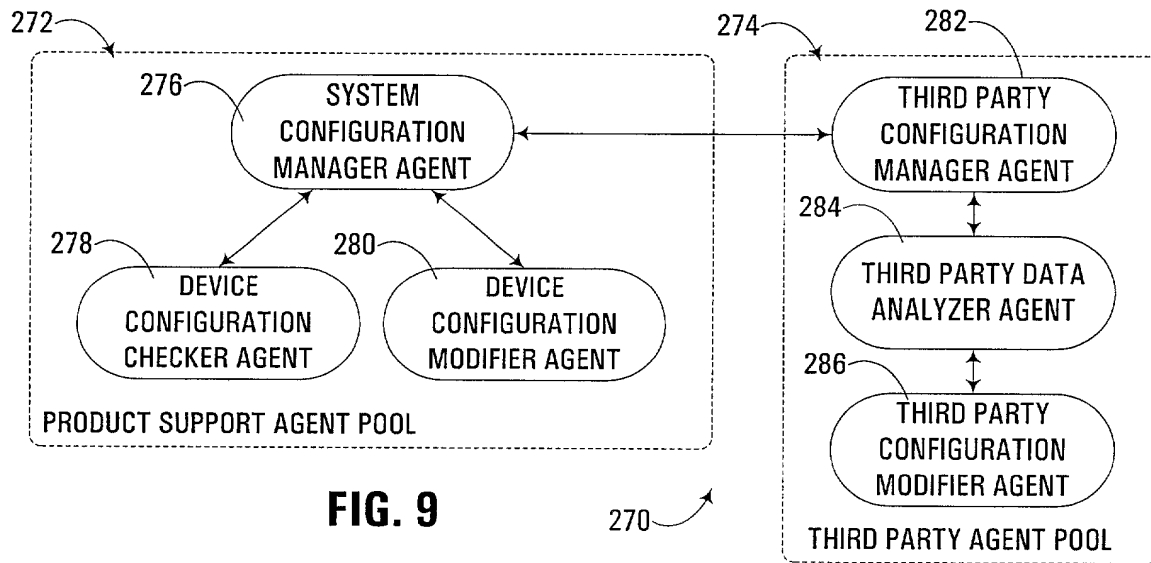 272
274
282
276
SYSTEM
CONFIGURATION
MANAGER AGENT
THIRD PARTY
CONFIGURATION
MANAGER AGENT
284
278
DEVICE
CONFIGURATION
CHECKER AGENT
280
DEVICE
CONFIGURATION
MODIFIER AGENT
THIRD PARTY DATA
ANALYZER AGENT
286
THIRD PARTY
CONFIGURATION
MODIFIER AGENT
PRODUCT SUPPORT AGENT POOL
FIG. 9
270
THIRD PARTY AGENT POOL